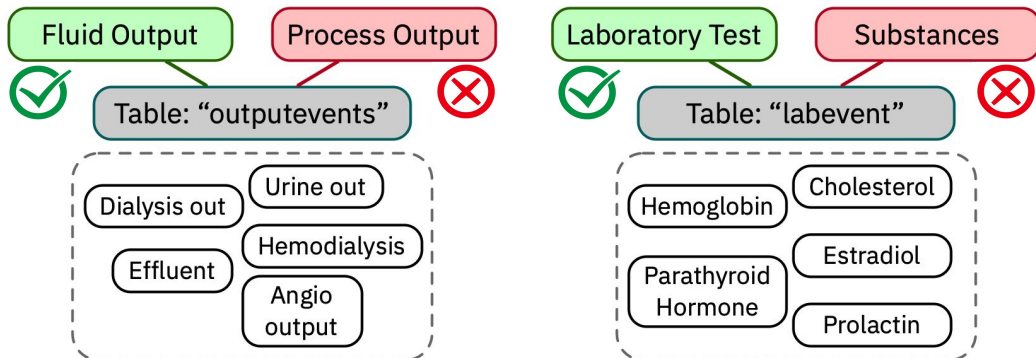 Fluid Output
Process Output
Table: “outputevents”
Urine out
Dialysis out
Hemodialysis
Effluent
Angio
output
Laboratory Test
Substances
Table: “labevent”
Cholesterol
Hemoglobin
Estradiol
Parathyroid
Hormone
Prolactin